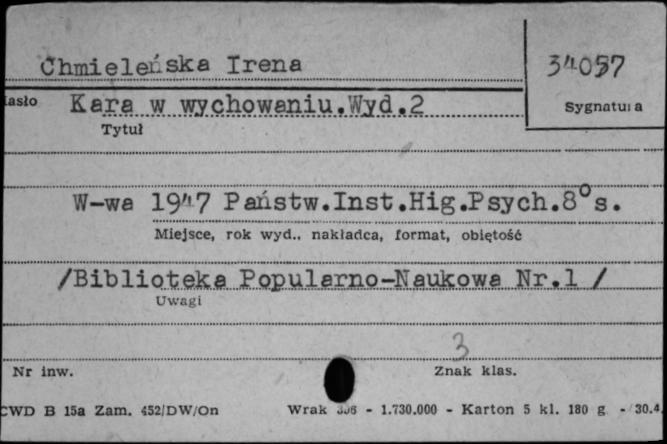 Chmieleńska Irena
34057
asło Kara w wychowaniu.Wyd.2
Sygnatura
Tytuł
W-wa 1947 Państw.Inst.Hig.Psych.8°s.
Miejsce, rok wyd., nakładca, format, objętość
/Biblioteka Popularno-Naukowa Nr.1 /
Uwagi
3
Nr inw. Znak klas.
CWD B 15a Zam. 452/DW/On Wrak - 1.730.000 - Karton 5 kl. 180 g - 30.4.